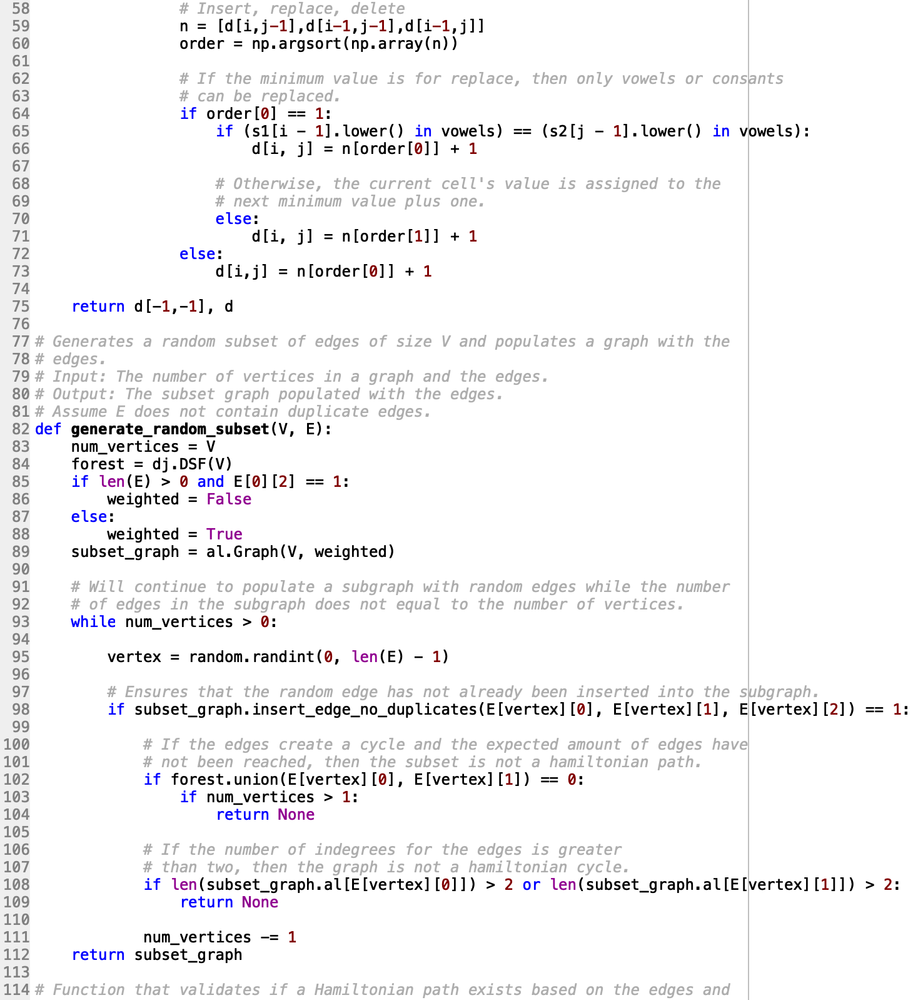 58                 # Insert, replace, delete
59                 n = [d[i,j-1],d[i-1,j-1],d[i-1,j]]
60                 order = np.argsort(np.array(n))
61
62                 # If the minimum value is for replace, then only vowels or consants
63                 # can be replaced.
64                 if order[0] == 1:
65                     if (s1[i - 1].lower() in vowels) == (s2[j - 1].lower() in vowels):
66                         d[i, j] = n[order[0]] + 1
67
68                     # Otherwise, the current cell's value is assigned to the
69                     # next minimum value plus one.
70                     else:
71                         d[i, j] = n[order[1]] + 1
72                 else:
73                     d[i,j] = n[order[0]] + 1
74
75     return d[-1,-1], d
76
77 # Generates a random subset of edges of size V and populates a graph with the
78 # edges.
79 # Input: The number of vertices in a graph and the edges.
80 # Output: The subset graph populated with the edges.
81 # Assume E does not contain duplicate edges.
82 def generate_random_subset(V, E):
83     num_vertices = V
84     forest = dj.DSF(V)
85     if len(E) > 0 and E[0][2] == 1:
86         weighted = False
87     else:
88         weighted = True
89     subset_graph = al.Graph(V, weighted)
90
91     # Will continue to populate a subgraph with random edges while the number
92     # of edges in the subgraph does not equal to the number of vertices.
93     while num_vertices > 0:
94
95         vertex = random.randint(0, len(E) - 1)
96
97         # Ensures that the random edge has not already been inserted into the subgraph.
98         if subset_graph.insert_edge_no_duplicates(E[vertex][0], E[vertex][1], E[vertex][2]) == 1:
99
100             # If the edges create a cycle and the expected amount of edges have
101             # not been reached, then the subset is not a hamiltonian path.
102             if forest.union(E[vertex][0], E[vertex][1]) == 0:
103                 if num_vertices > 1:
104                     return None
105
106             # If the number of indegrees for the edges is greater
107             # than two, then the graph is not a hamiltonian cycle.
108             if len(subset_graph.al[E[vertex][0]]) > 2 or len(subset_graph.al[E[vertex][1]]) > 2:
109                 return None
110
111             num_vertices -= 1
112     return subset_graph
113
114 # Function that validates if a Hamiltonian path exists based on the edges and